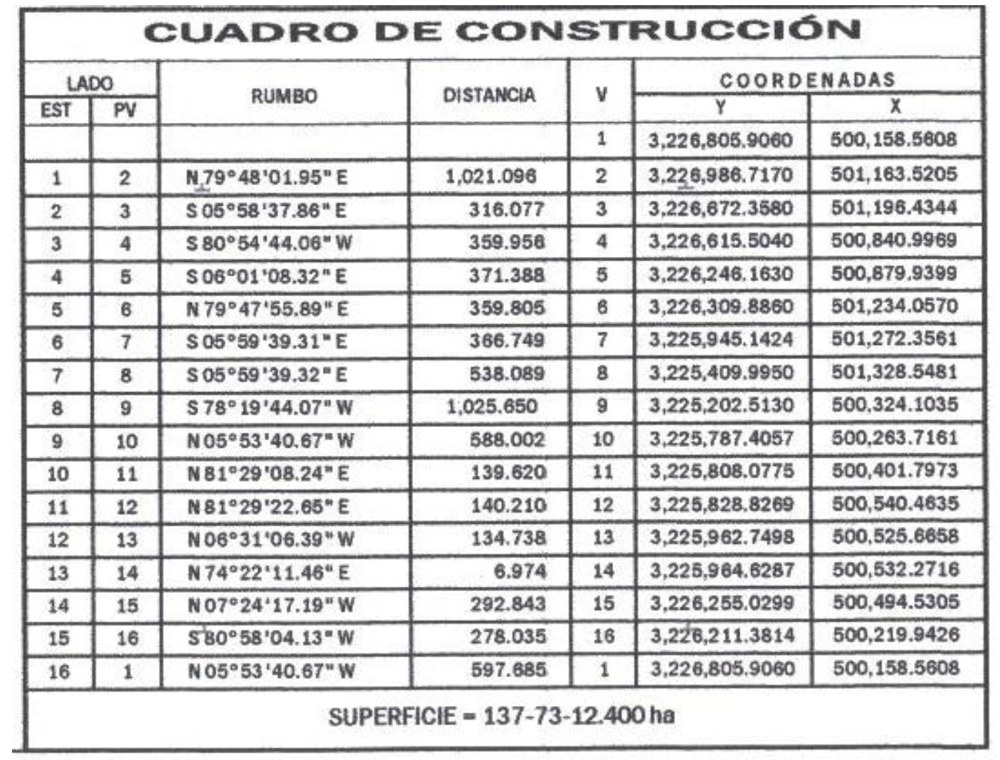 CUADRO DE CONSTRUCCIÓN
LADO RUMBO DISTANCIA V COORDENADAS
EST PV Y X
1 3,226,805.9060 500,158.5608
1 2 N 79°48'01.95" E 1,021.096 2 3,226,986.7170 501,163.5205
2 3 S 05°58'37.86" E 316.077 3 3,226,672.3580 501,196.4344
3 4 S 80°54'44.06" W 359.956 4 3,226,615.5040 500,840.9969
4 5 S 06°01'08.32" E 371.388 5 3,226,246.1630 500,879.9399
5 6 N 79°47'55.89" E 359.805 6 3,226,309.8860 501,234.0570
6 7 S 05°59'39.31" E 366.749 7 3,225,945.1424 501,272.3561
7 8 S 05°59'39.32" E 538.089 8 3,225,409.9950 501,328.5481
8 9 S 78°19'44.07" W 1,025.650 9 3,225,202.5130 500,324.1035
9 10 N 05°53'40.67" W 588.002 10 3,225,787.4057 500,263.7161
10 11 N 81°29'08.24" E 139.620 11 3,225,808.0775 500,401.7973
11 12 N 81°29'22.65" E 140.210 12 3,225,828.8269 500,540.4635
12 13 N 06°31'06.39" W 134.738 13 3,225,962.7498 500,525.6658
13 14 N 74°22'11.46" E 6.974 14 3,225,964.6287 500,532.2716
14 15 N 07°24'17.19" W 292.843 15 3,226,255.0299 500,494.5305
15 16 S 80°58'04.13" W 278.035 16 3,226,211.3814 500,219.9426
16 1 N 05°53'40.67" W 597.685 1 3,226,805.9060 500,158.5608
SUPERFICIE = 137-73-12.400 ha